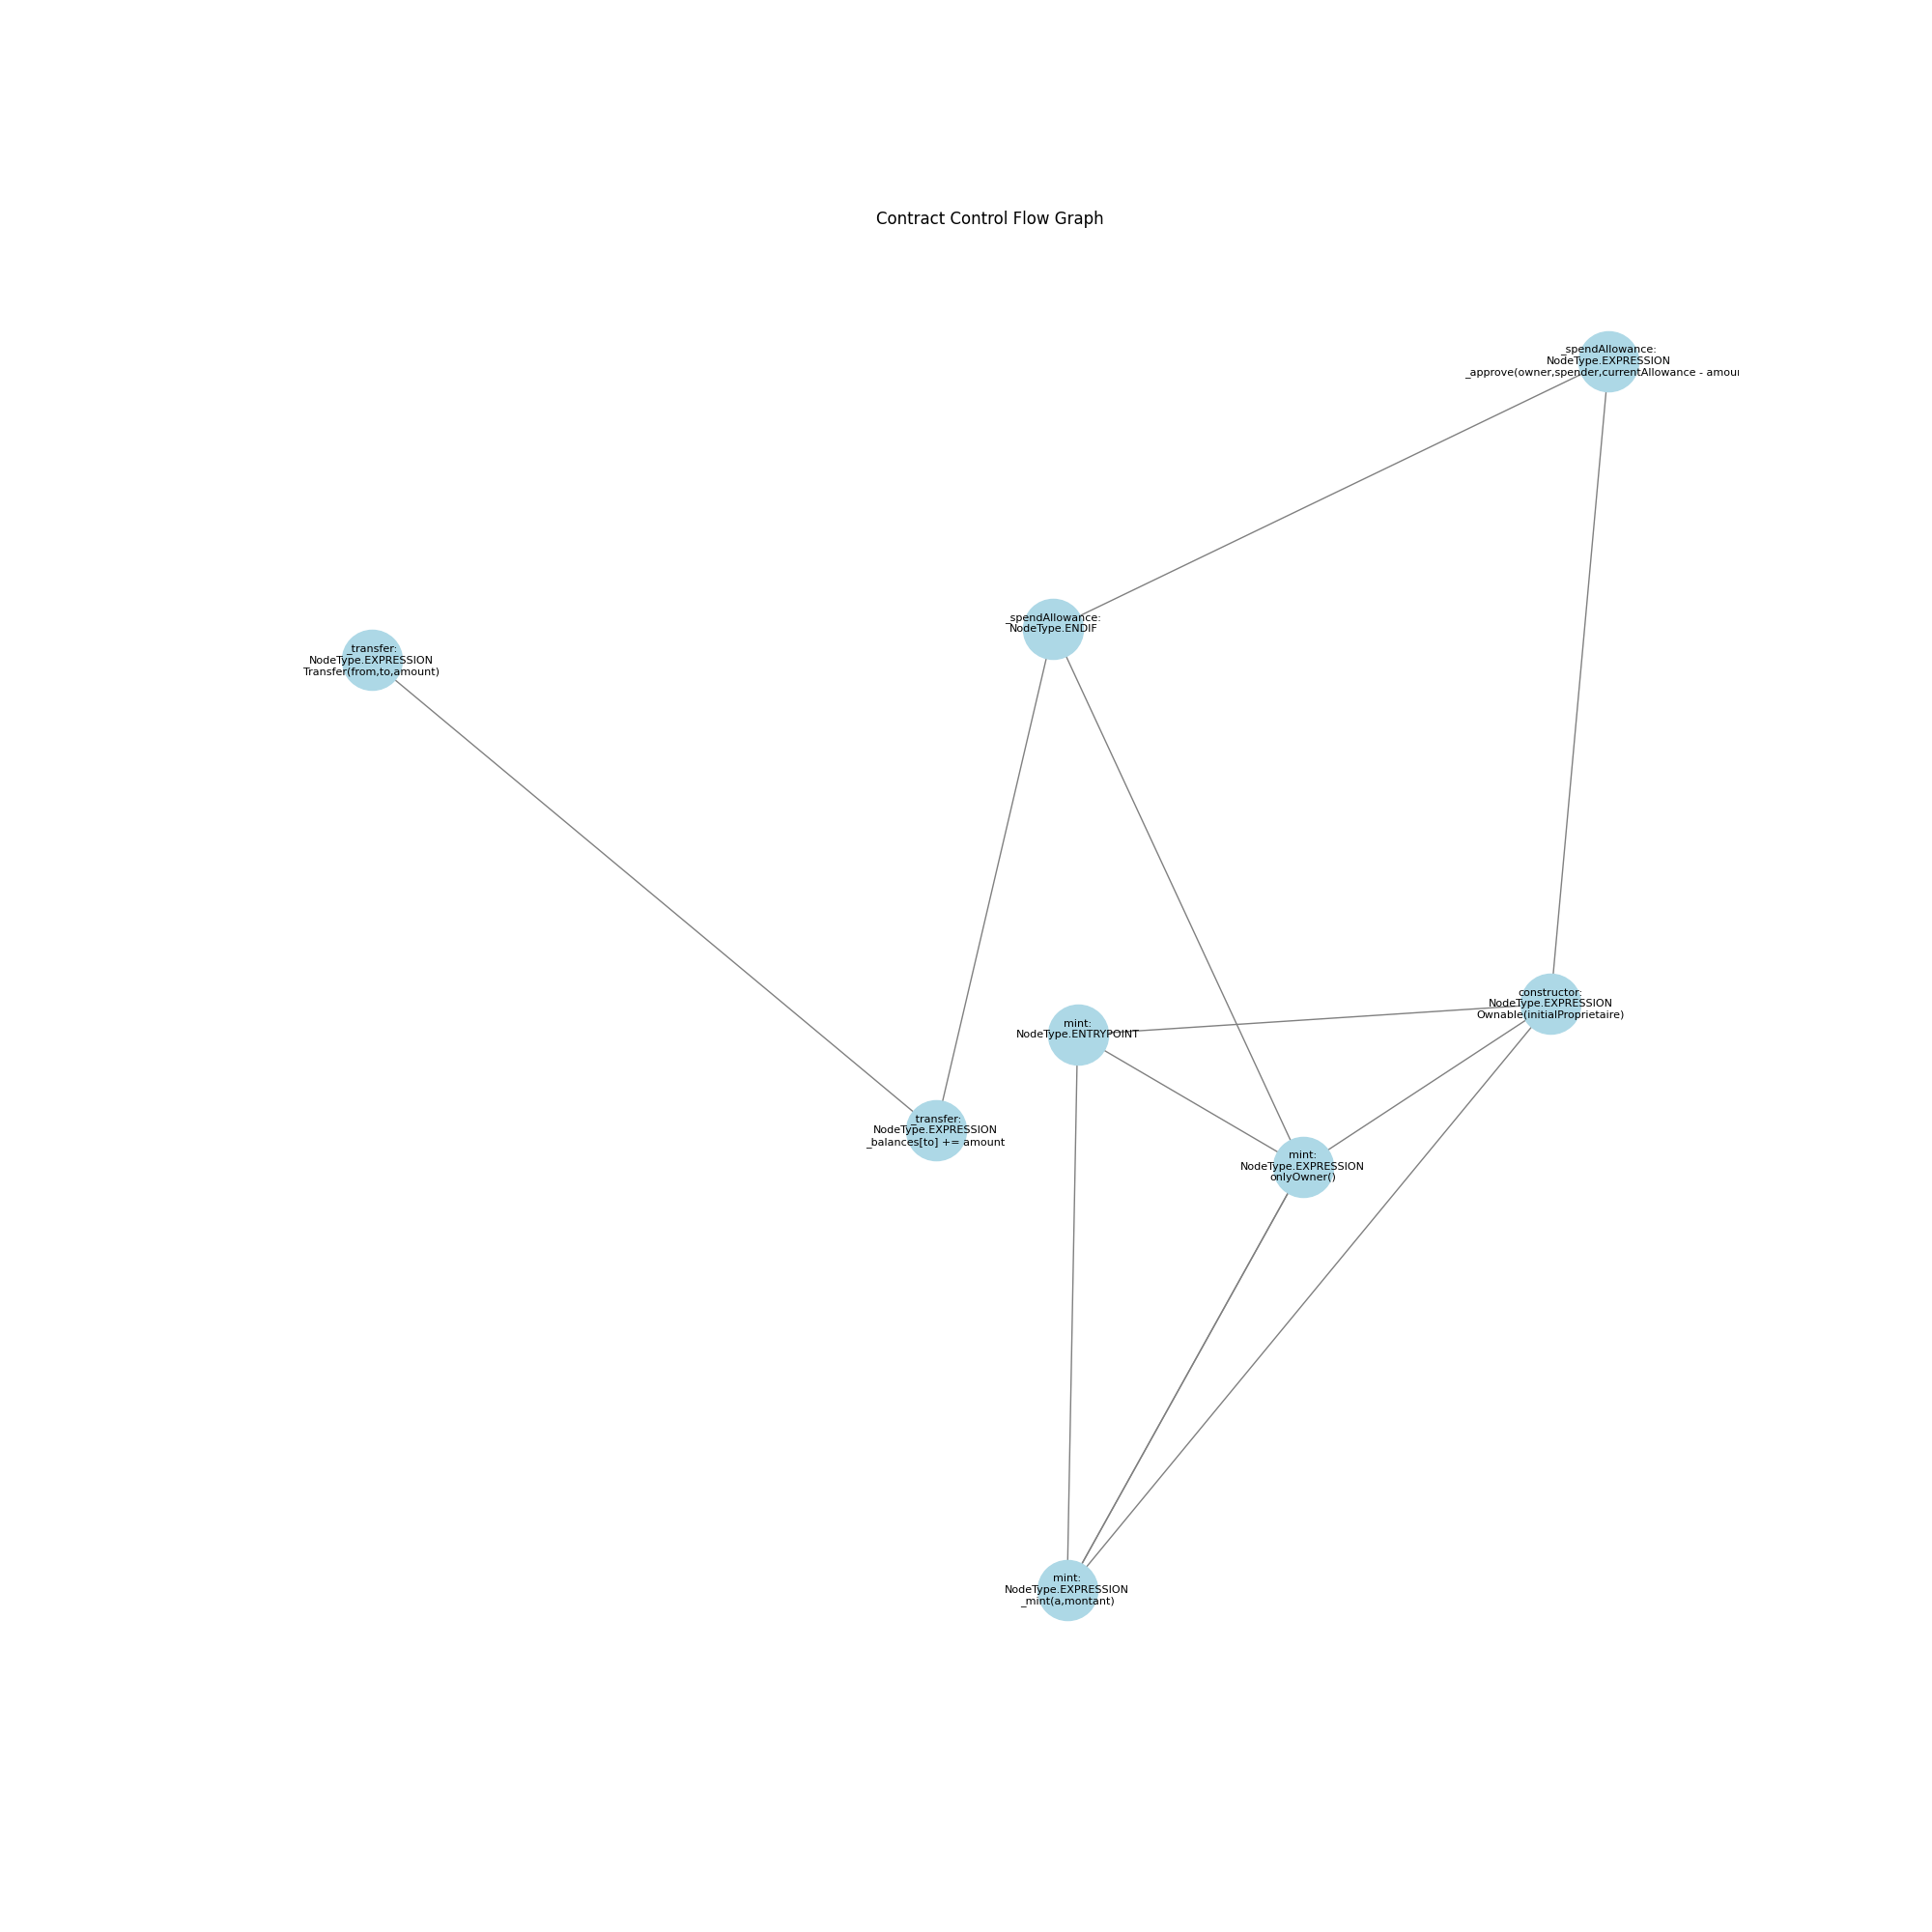 Contract Control Flow Graph
_spendAllowance:
NodeType.EXPRESSION
_approve(owner,spender,currentAllowance - amou
_spendAllowance:
NodeType.ENDIF
_transfer:
NodeType.EXPRESSION
Transfer(from,to,amount)
constructor:
NodeType.EXPRESSION
Ownable(initialProprietaire)
mint:
NodeType.ENTRYPOINT
_transfer:
NodeType.EXPRESSION
_balances[to] += amount
mint:
NodeType.EXPRESSION
onlyOwner()
mint:
NodeType.EXPRESSION
_mint(a,montant)